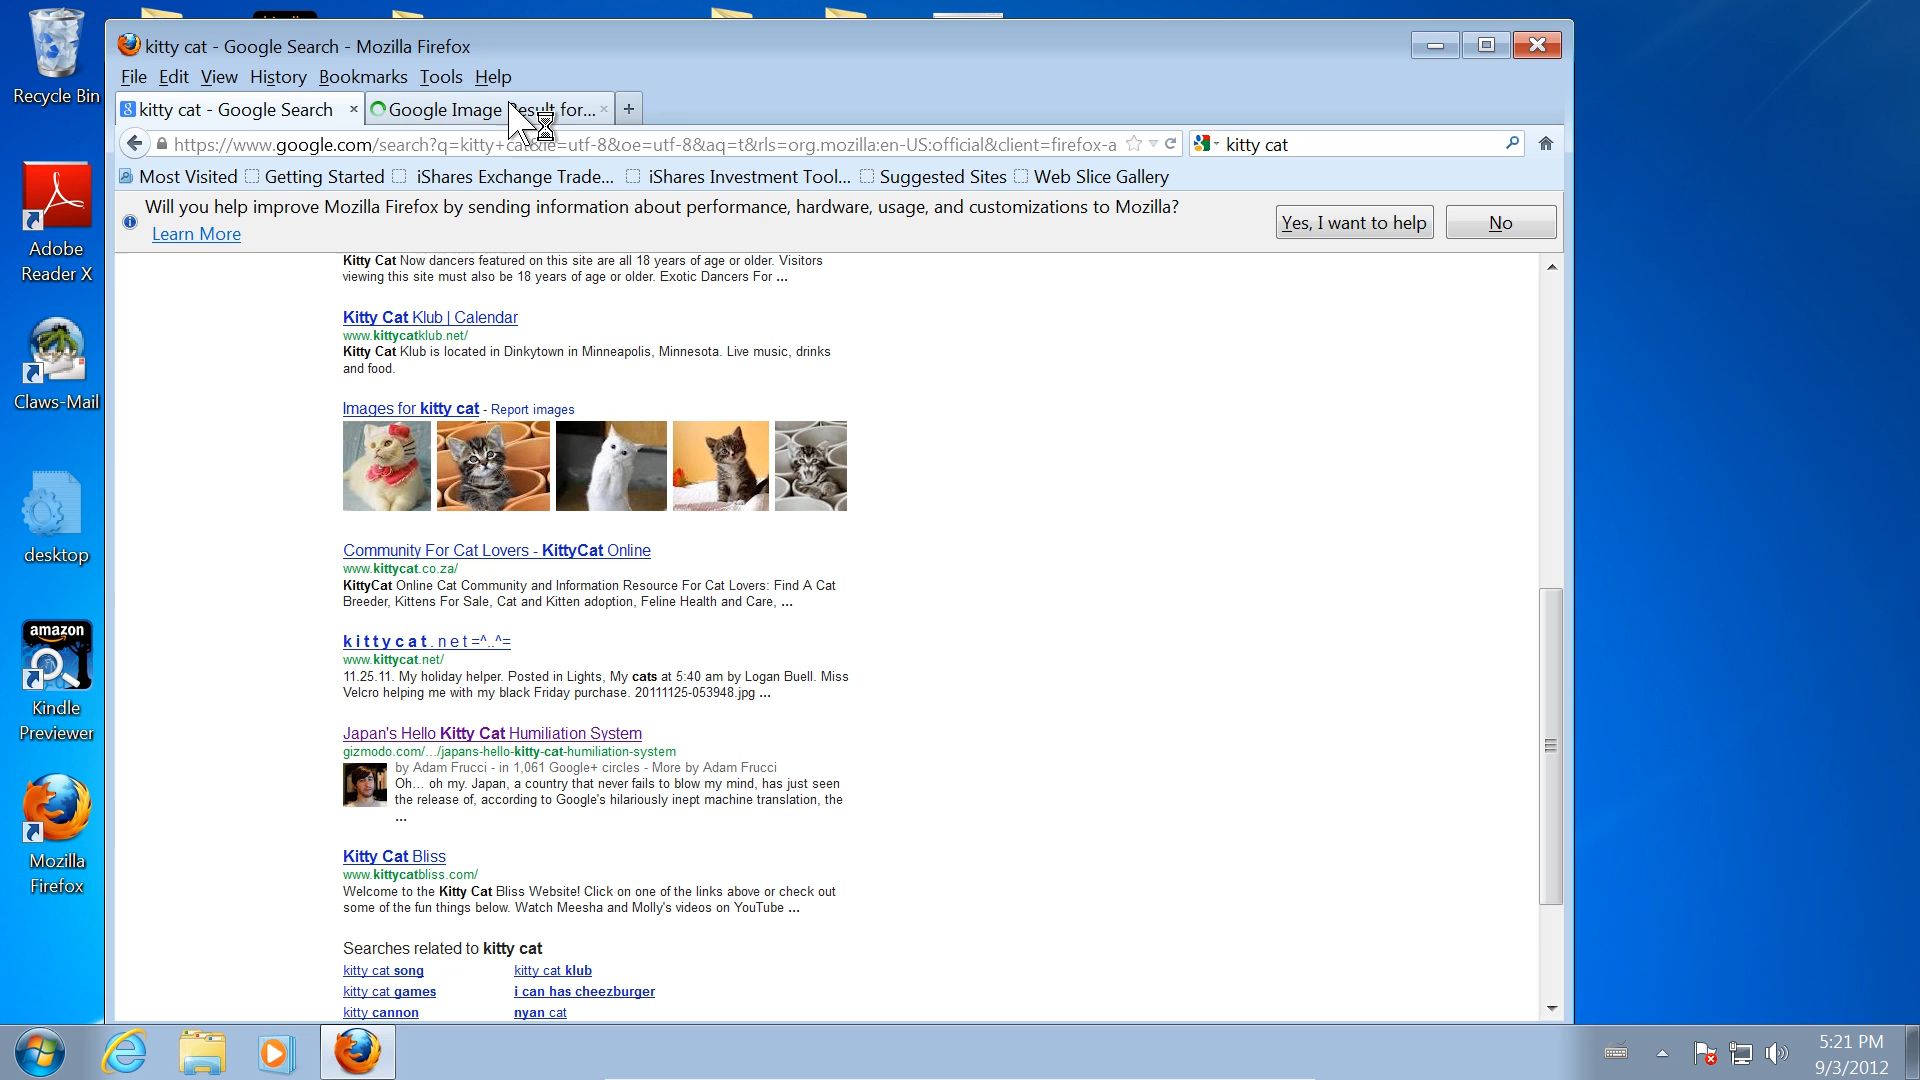 Recycle Bin
Adobe
Reader X
Claws-Mail
desktop
amazon
Kindle
Previewer
Mozilla
Firefox
kitty cat - Google Search - Mozilla Firefox
File Edit View History Bookmarks Tools Help
8 kitty cat - Google Search × Google Image Result for... × +
https://www.google.com/search?q=kitty+cat&ie=utf-8&oe=utf-8&aq=t&rls=org.mozilla:en-US:official&client=firefox-a kitty cat
Most Visited Getting Started iShares Exchange Trade... iShares Investment Tool... Suggested Sites Web Slice Gallery
Will you help improve Mozilla Firefox by sending information about performance, hardware, usage, and customizations to Mozilla?
Learn More
Yes, I want to help No
Kitty Cat Now dancers featured on this site are all 18 years of age or older. Visitors
viewing this site must also be 18 years of age or older. Exotic Dancers For ...
Kitty Cat Klub | Calendar
www.kittycatklub.net/
Kitty Cat Klub is located in Dinkytown in Minneapolis, Minnesota. Live music, drinks
and food.
Images for kitty cat - Report images
Community For Cat Lovers - KittyCat Online
www.kittycat.co.za/
KittyCat Online Cat Community and Information Resource For Cat Lovers: Find A Cat
Breeder, Kittens For Sale, Cat and Kitten adoption, Feline Health and Care, ...
k i t t y c a t . n e t =^..^=
www.kittycat.net/
11.25.11. My holiday helper. Posted in Lights, My cats at 5:40 am by Logan Buell. Miss
Velcro helping me with my black Friday purchase. 20111125-053948.jpg ...
Japan's Hello Kitty Cat Humiliation System
gizmodo.com/.../japans-hello-kitty-cat-humiliation-system
by Adam Frucci - in 1,061 Google+ circles - More by Adam Frucci
Oh... oh my. Japan, a country that never fails to blow my mind, has just seen
the release of, according to Google's hilariously inept machine translation, the
...
Kitty Cat Bliss
www.kittycatbliss.com/
Welcome to the Kitty Cat Bliss Website! Click on one of the links above or check out
some of the fun things below. Watch Meesha and Molly's videos on YouTube ...
Searches related to kitty cat
kitty cat song kitty cat klub
kitty cat games i can has cheezburger
kitty cannon nyan cat
5:21 PM
9/3/2012